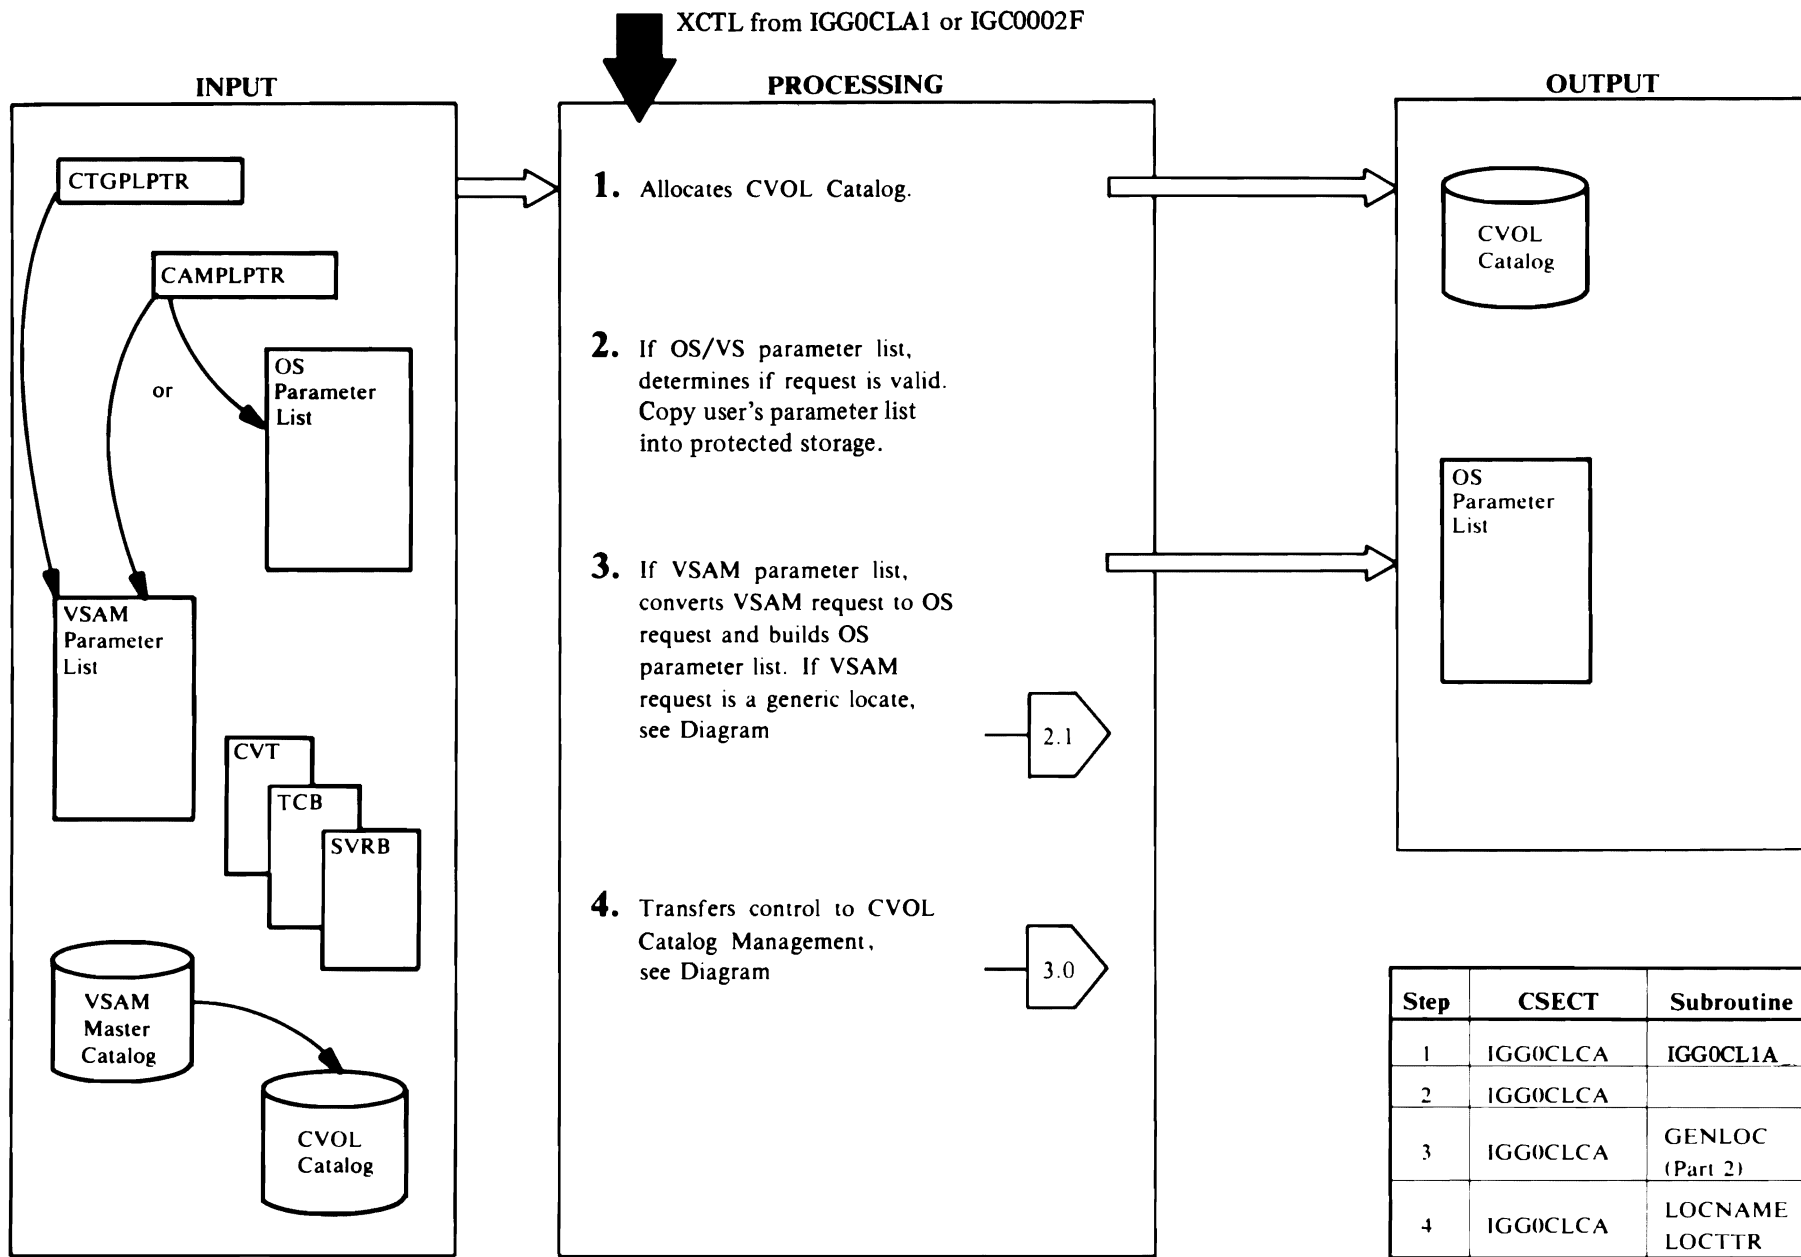 XCTL from IGG0CLA1 or IGC0002F
INPUT
PROCESSING
OUTPUT
CTGPLPTR
CAMPLPTR
or
OS
Parameter
List
VSAM
Parameter
List
CVT
TCB
SVRB
VSAM
Master
Catalog
CVOL
Catalog
1. Allocates CVOL Catalog.
2. If OS/VS parameter list,
determines if request is valid.
Copy user's parameter list
into protected storage.
3. If VSAM parameter list,
converts VSAM request to OS
request and builds OS
parameter list. If VSAM
request is a generic locate,
see Diagram
2.1
4. Transfers control to CVOL
Catalog Management,
see Diagram
3.0
CVOL
Catalog
OS
Parameter
List
Step CSECT Subroutine
1 IGG0CLCA IGG0CL1A
2 IGG0CLCA
3 IGG0CLCA GENLOC
(Part 2)
4 IGG0CLCA LOCNAME
LOCTTR